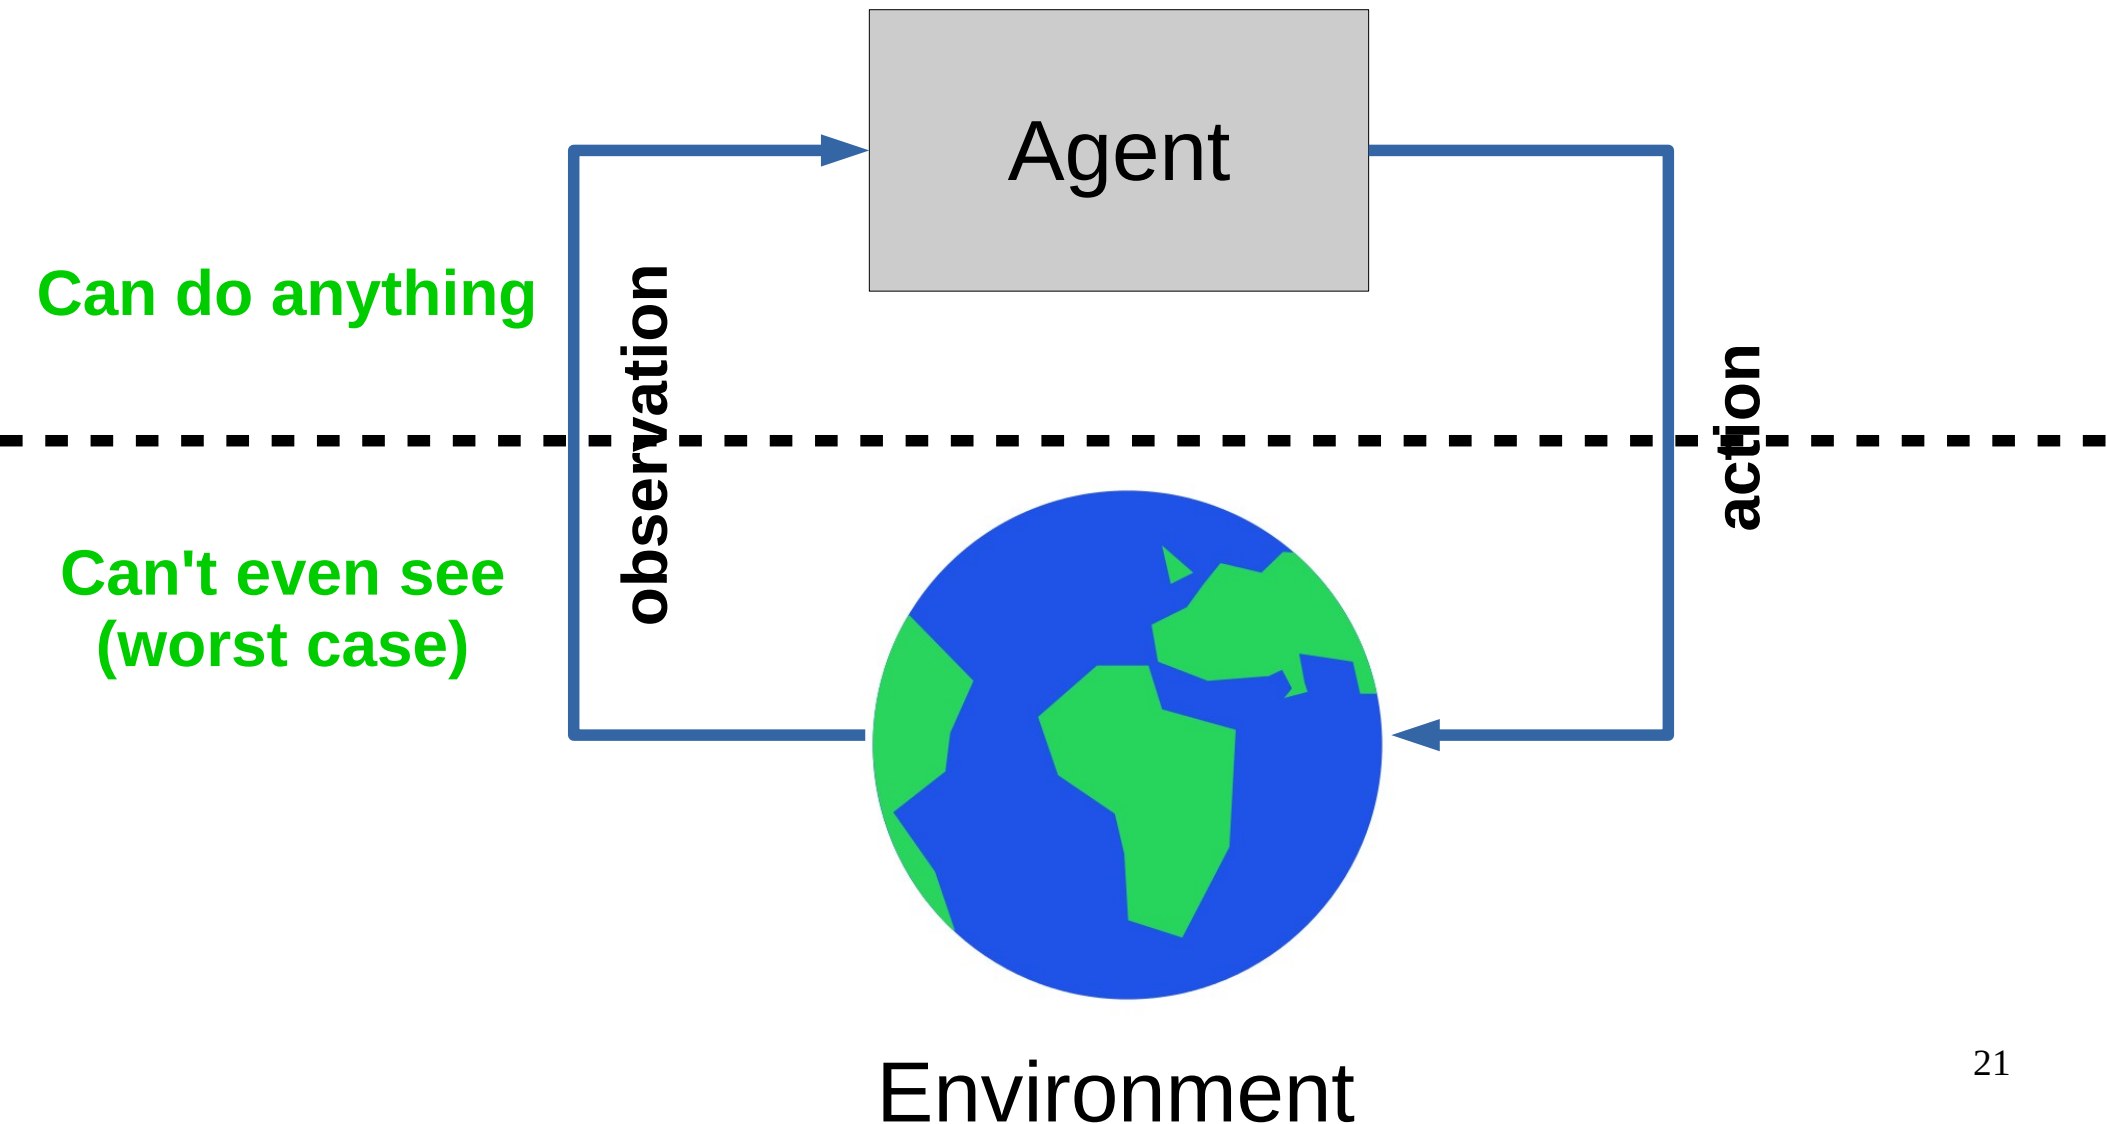 Agent
Can do anything
observation
action
Can't even see
(worst case)
Environment
21